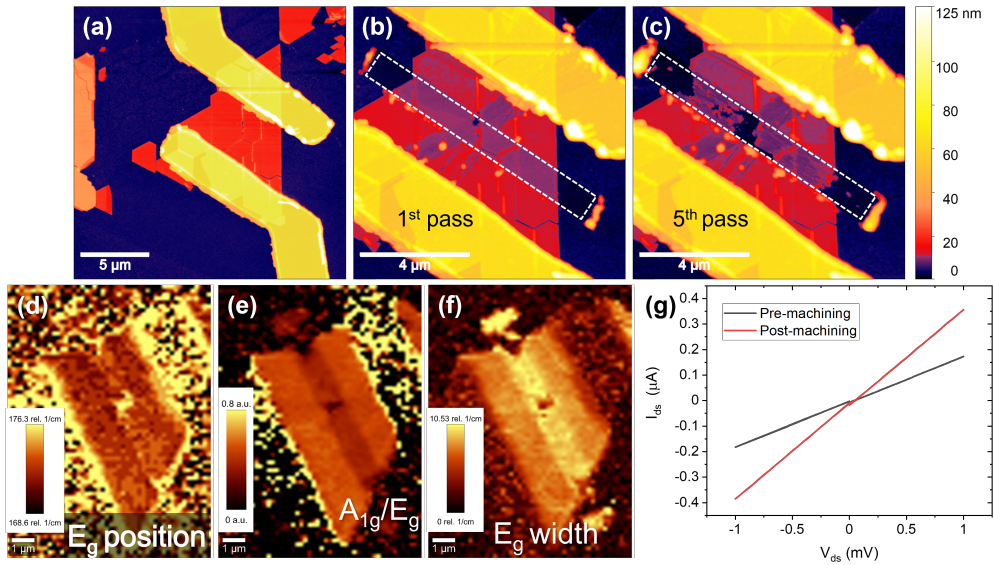 (a)
5 μm
(b)
1st pass
4 μm
(c)
5th pass
4 μm
125 nm
120
100
80
60
40
20
0
(d)
176.3 rel. 1/cm
168.6 rel. 1/cm
Eg position
1 μm
(e)
0.8 a.u.
0 a.u.
A1g/Eg
1 μm
(f)
10.53 rel. 1/cm
0 rel. 1/cm
Eg width
1 μm
(g)
Pre-machining
Post-machining
Ids (μA)
0.4
0.3
0.2
0.1
0
-0.1
-0.2
-0.3
-0.4
-1
-0.5
0
0.5
1
Vds (mV)